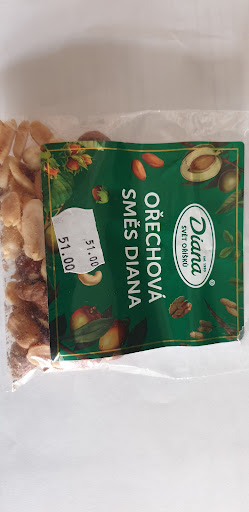 Diana
SVĚT OŘÍŠKŮ
®
OŘECHOVÁ
SMĚS DIANA
51.00
51.00